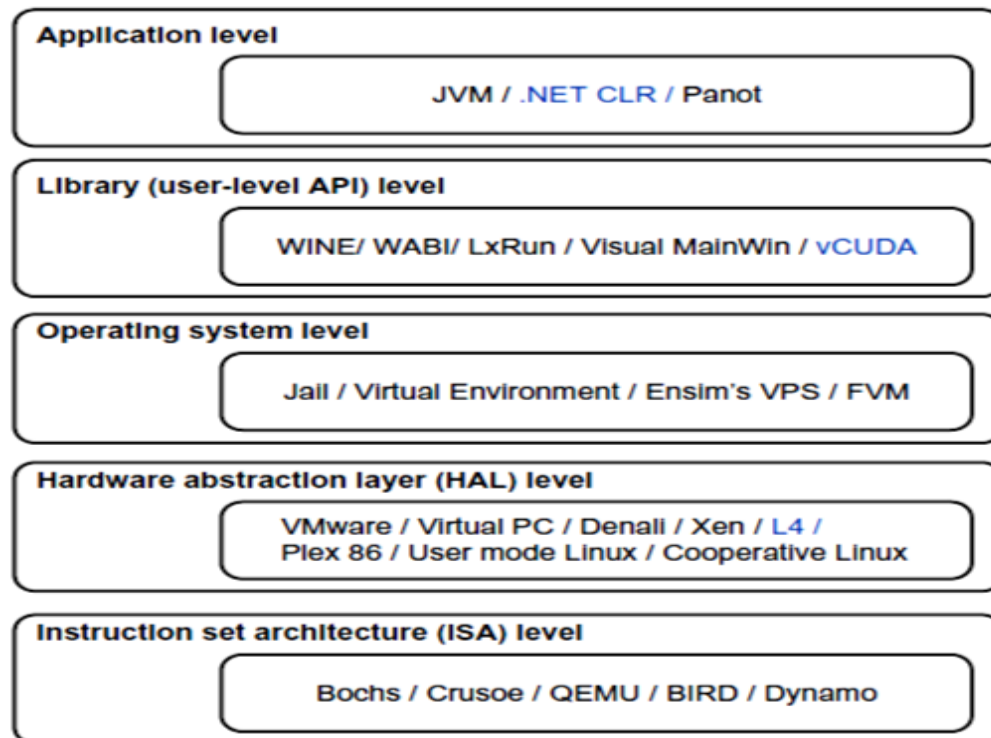 Application level
JVM / .NET CLR / Panot
Library (user-level API) level
WINE/ WABI/ LxRun / Visual MainWin / vCUDA
Operating system level
Jail / Virtual Environment / Ensim's VPS / FVM
Hardware abstraction layer (HAL) level
VMware / Virtual PC / Denali / Xen / L4 /
Plex 86 / User mode Linux / Cooperative Linux
Instruction set architecture (ISA) level
Bochs / Crusoe / QEMU / BIRD / Dynamo